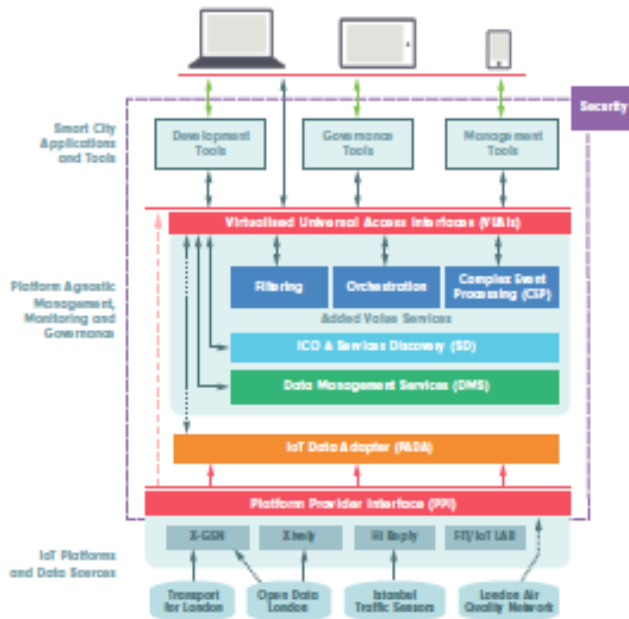 Security
Smart City
Applications
and Tools
Development
Tools
Governance
Tools
Management
Tools
Virtualised Universal Access Interfaces (VUAIs)
Platform Agnostic
Management,
Monitoring and
Governance
Filtering
Orchestration
Complex Event
Processing (CEP)
Added Value Services
ICO & Services Discovery (SD)
Data Management Services (DMS)
IoT Data Adapter (PADA)
Platform Provider Interface (PPI)
X-GSN
Xively
Hi Reply
FIT/IoT LAB
IoT Platforms
and Data Sources
Transport
for London
Open Data
London
Istanbul
Traffic Sensors
London Air
Quality Network